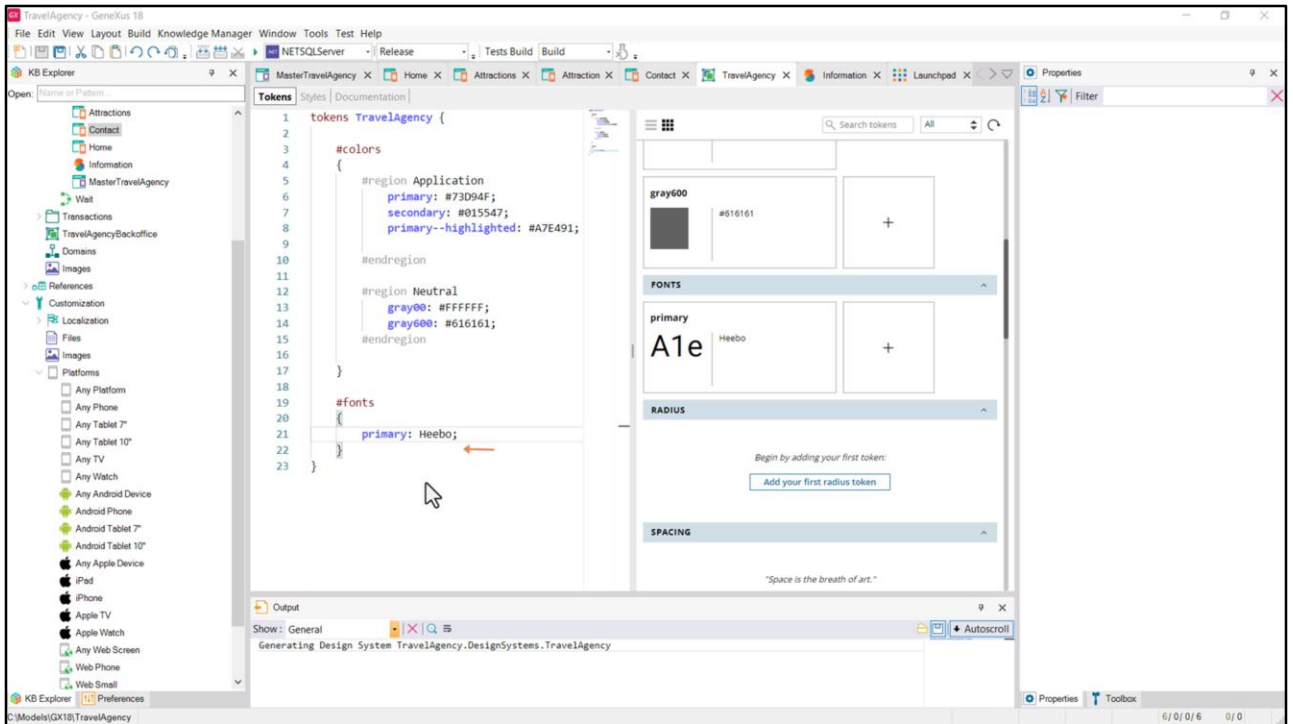 GX TravelAgency - GeneXus 18
File Edit View Layout Build Knowledge Manager Window Tools Test Help
NETSQLServer Release Tests Build Build
KB Explorer
Open: Name or Pattern...
Attractions
Contact
Home
Information
MasterTravelAgency
Wait
Transactions
TravelAgencyBackoffice
Domains
Images
References
Customization
Localization
Files
Images
Platforms
Any Platform
Any Phone
Any Tablet 7"
Any Tablet 10"
Any TV
Any Watch
Any Android Device
Android Phone
Android Tablet 7"
Android Tablet 10"
Any Apple Device
iPad
iPhone
Apple TV
Apple Watch
Any Web Screen
Web Phone
Web Small
KB Explorer Preferences
MasterTravelAgency X Home X Attractions X Attraction X Contact X TravelAgency X Information X Launchpad X
Tokens Styles Documentation
1 tokens TravelAgency {
2
3 #colors
4 {
5 #region Application
6 primary: #73D94F;
7 secondary: #015547;
8 primary--highlighted: #A7E491;
9
10 #endregion
11
12 #region Neutral
13 gray00: #FFFFFF;
14 gray600: #616161;
15 #endregion
16
17 }
18
19 #fonts
20 {
21 primary: Heebo;
22 }
23 }
Search tokens All
gray600
#616161
+
FONTS
primary
A1e Heebo
+
RADIUS
Begin by adding your first token:
Add your first radius token
SPACING
"Space is the breath of art."
Output
Show: General Autoscroll
Generating Design System TravelAgency.DesignSystems.TravelAgency
Properties
Filter
Properties Toolbox
C:\Models\GX18\TravelAgency 6/0/0/6 0/0